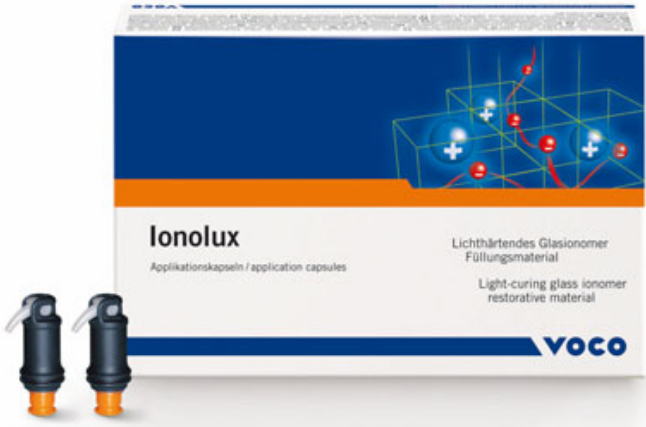 Ionolux
Applikationskapseln / application capsules
Lichthärtendes Glasionomer
Füllungsmaterial
Light-curing glass ionomer
restorative material
VOCO